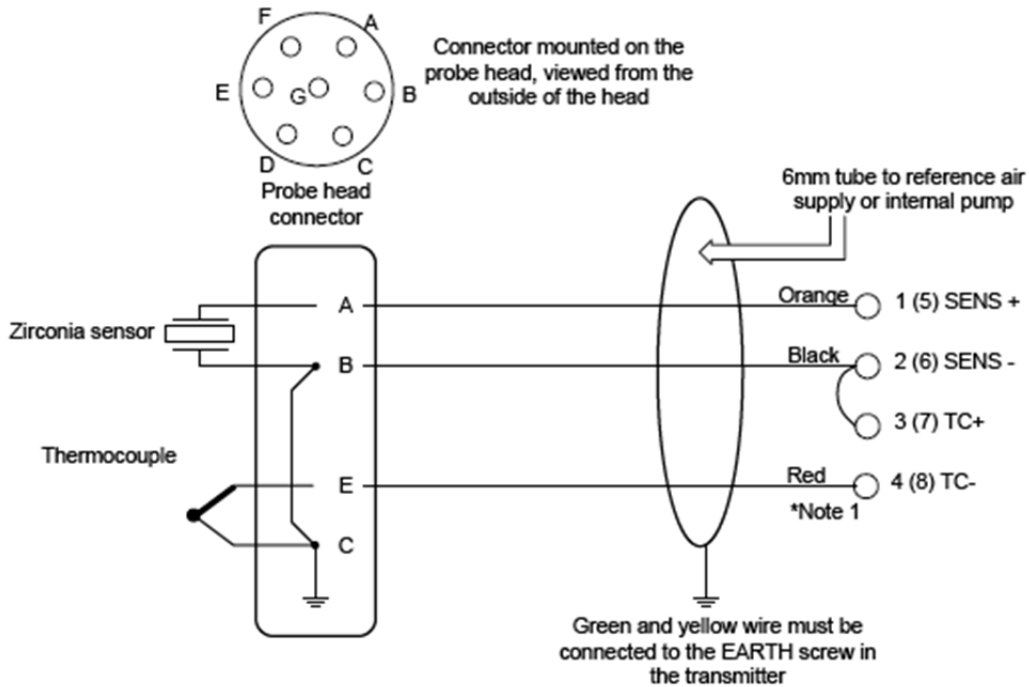 F
A
Connector mounted on the
probe head, viewed from the
outside of the head
E
G
B
D
C
Probe head
connector
6mm tube to reference air
supply or internal pump
Zirconia sensor
A
Orange
1 (5) SENS +
B
Black
2 (6) SENS -
3 (7) TC+
Thermocouple
E
Red
4 (8) TC-
*Note 1
C
Green and yellow wire must be
connected to the EARTH screw in
the transmitter